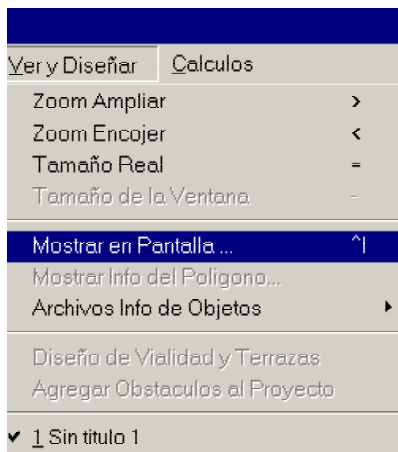 Ver y Diseñar Calculos
Zoom Ampliar >
Zoom Encojer <
Tamaño Real =
Tamaño de la Ventana -
Mostrar en Pantalla ... ^I
Mostrar Info del Poligono...
Archivos Info de Objetos
Diseño de Vialidad y Terrazas
Agregar Obstaculos al Proyecto
1 Sin titulo 1